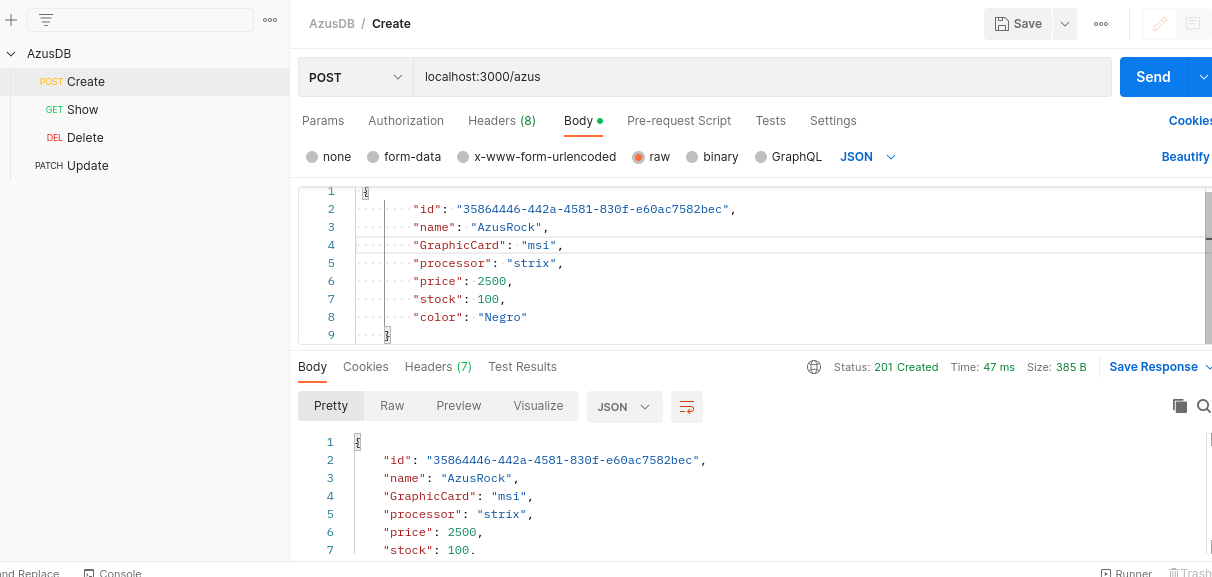 AzusDB
POST Create
GET Show
DEL Delete
PATCH Update
AzusDB / Create
Save
POST
localhost:3000/azus
Send
Params Authorization Headers (8) Body Pre-request Script Tests Settings Cookies
none form-data x-www-form-urlencoded raw binary GraphQL JSON Beautify
1 {
2 "id": "35864446-442a-4581-830f-e60ac7582bec",
3 "name": "AzusRock",
4 "GraphicCard": "msi",
5 "processor": "strix",
6 "price": 2500,
7 "stock": 100,
8 "color": "Negro"
9 }
Body Cookies Headers (7) Test Results Status: 201 Created Time: 47 ms Size: 385 B Save Response
Pretty Raw Preview Visualize JSON
1 {
2 "id": "35864446-442a-4581-830f-e60ac7582bec",
3 "name": "AzusRock",
4 "GraphicCard": "msi",
5 "processor": "strix",
6 "price": 2500,
7 "stock": 100,
nd Replace Console Runner Trash